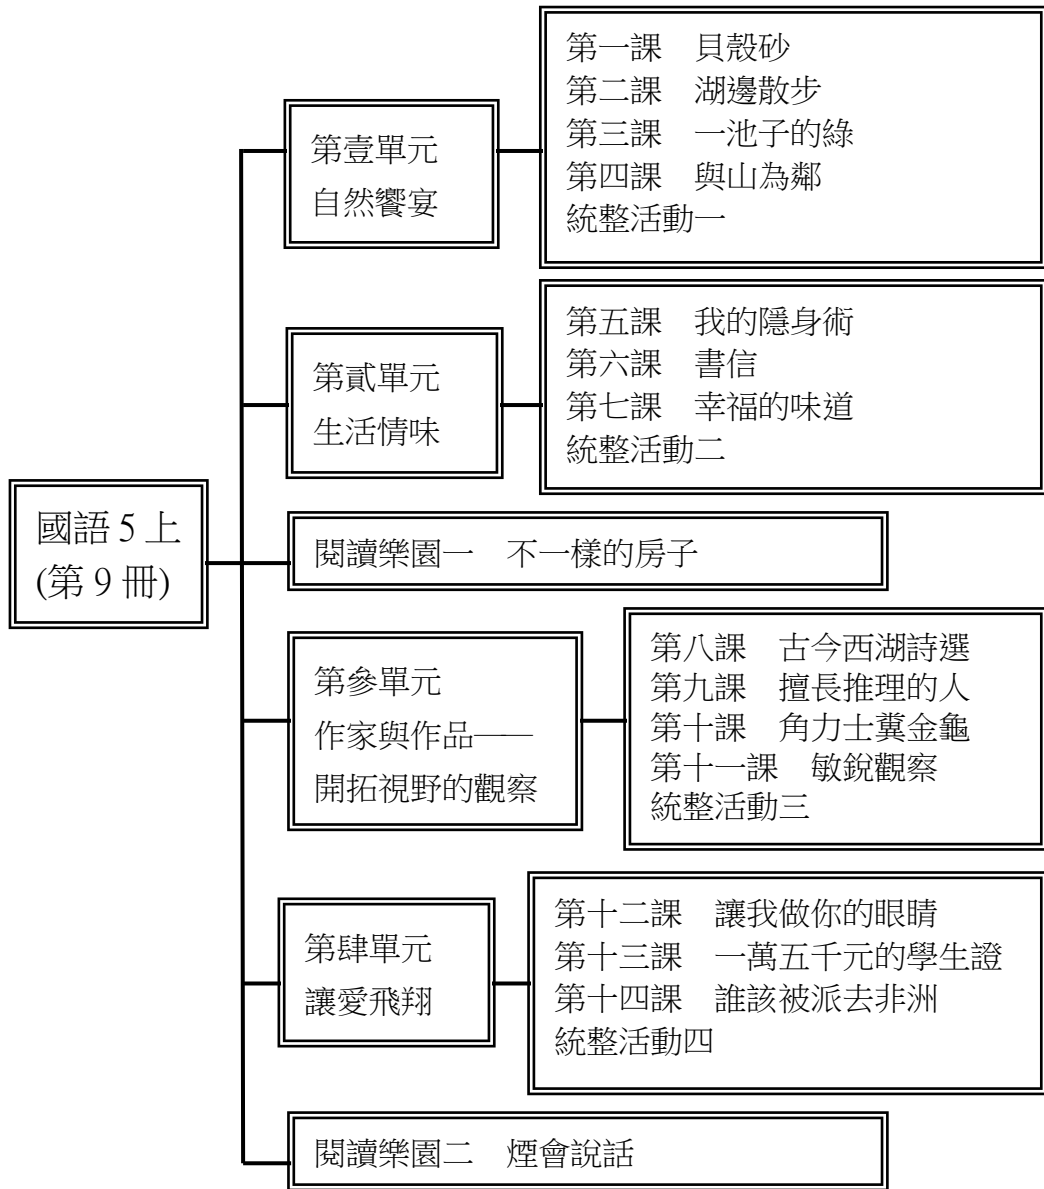 國語 5 上
(第 9 冊)
第壹單元
自然饗宴
第一課　貝殼砂
第二課　湖邊散步
第三課　一池子的綠
第四課　與山為鄰
統整活動一
第貳單元
生活情味
第五課　我的隱身術
第六課　書信
第七課　幸福的味道
統整活動二
閱讀樂園一　不一樣的房子
第參單元
作家與作品——
開拓視野的觀察
第八課　古今西湖詩選
第九課　擅長推理的人
第十課　角力士糞金龜
第十一課　敏銳觀察
統整活動三
第肆單元
讓愛飛翔
第十二課　讓我做你的眼睛
第十三課　一萬五千元的學生證
第十四課　誰該被派去非洲
統整活動四
閱讀樂園二　煙會說話